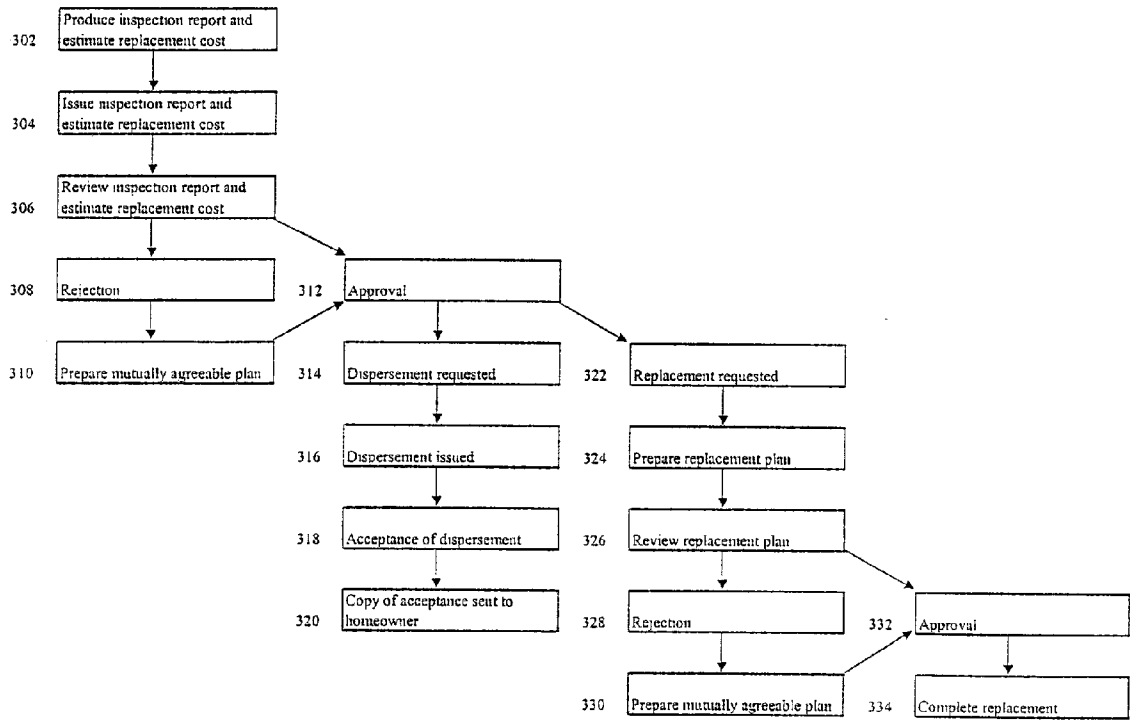 302 Produce inspection report and
estimate replacement cost
304 Issue inspection report and
estimate replacement cost
306 Review inspection report and
estimate replacement cost
308 Rejection
310 Prepare mutually agreeable plan
312 Approval
314 Dispersement requested
316 Dispersement issued
318 Acceptance of dispersement
320 Copy of acceptance sent to
homeowner
322 Replacement requested
324 Prepare replacement plan
326 Review replacement plan
328 Rejection
330 Prepare mutually agreeable plan
332 Approval
334 Complete replacement